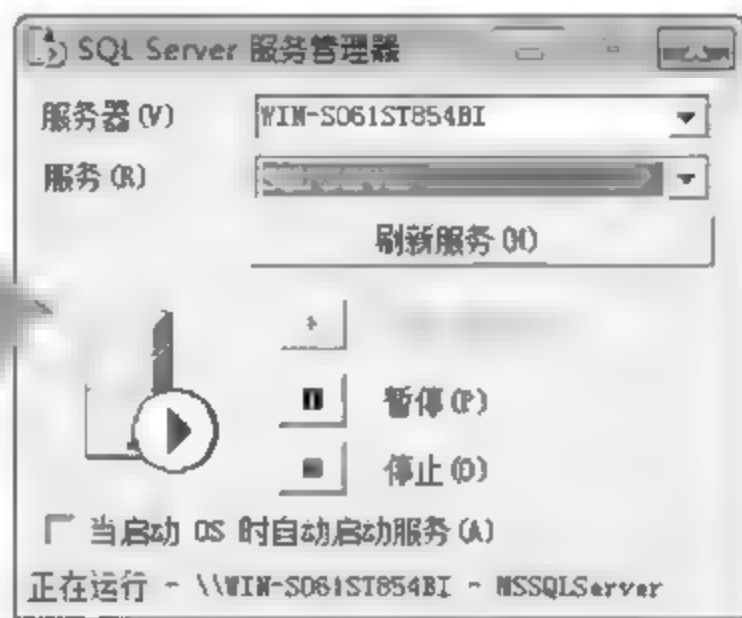 SQL Server 服务管理器
服务器(V) WIN-SO61ST854BI
服务(R)
刷新服务(H)
暂停(P)
停止(O)
当启动 OS 时自动启动服务(A)
正在运行 - \\WIN-SO61ST854BI - MSSQLServer